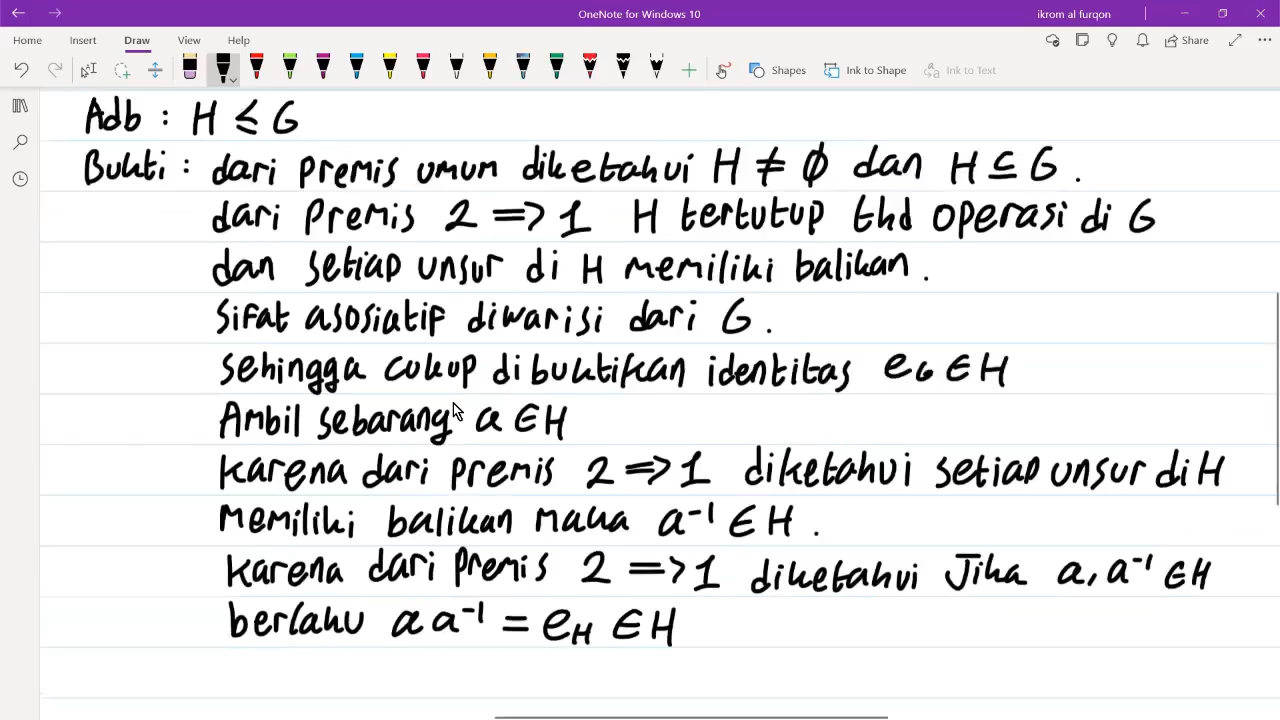 OneNote for Windows 10
ikrom al furqon
Home Insert Draw View Help
Share
Shapes Ink to Shape Ink to Text
Adb : H ≤ G
Bukti : dari premis umum diketahui H ≠ ∅ dan H ⊆ G .
dari premis 2 => 1 H tertutup thd operasi di G
dan setiap unsur di H memiliki balikan .
Sifat asosiatif diwarisi dari G .
sehingga cukup dibuktikan identitas e_G ∈ H
Ambil sebarang a ∈ H
karena dari premis 2 => 1 diketahui setiap unsur di H
memiliki balikan maka a⁻¹ ∈ H .
karena dari premis 2 => 1 diketahui Jika a, a⁻¹ ∈ H
berlaku a a⁻¹ = e_H ∈ H